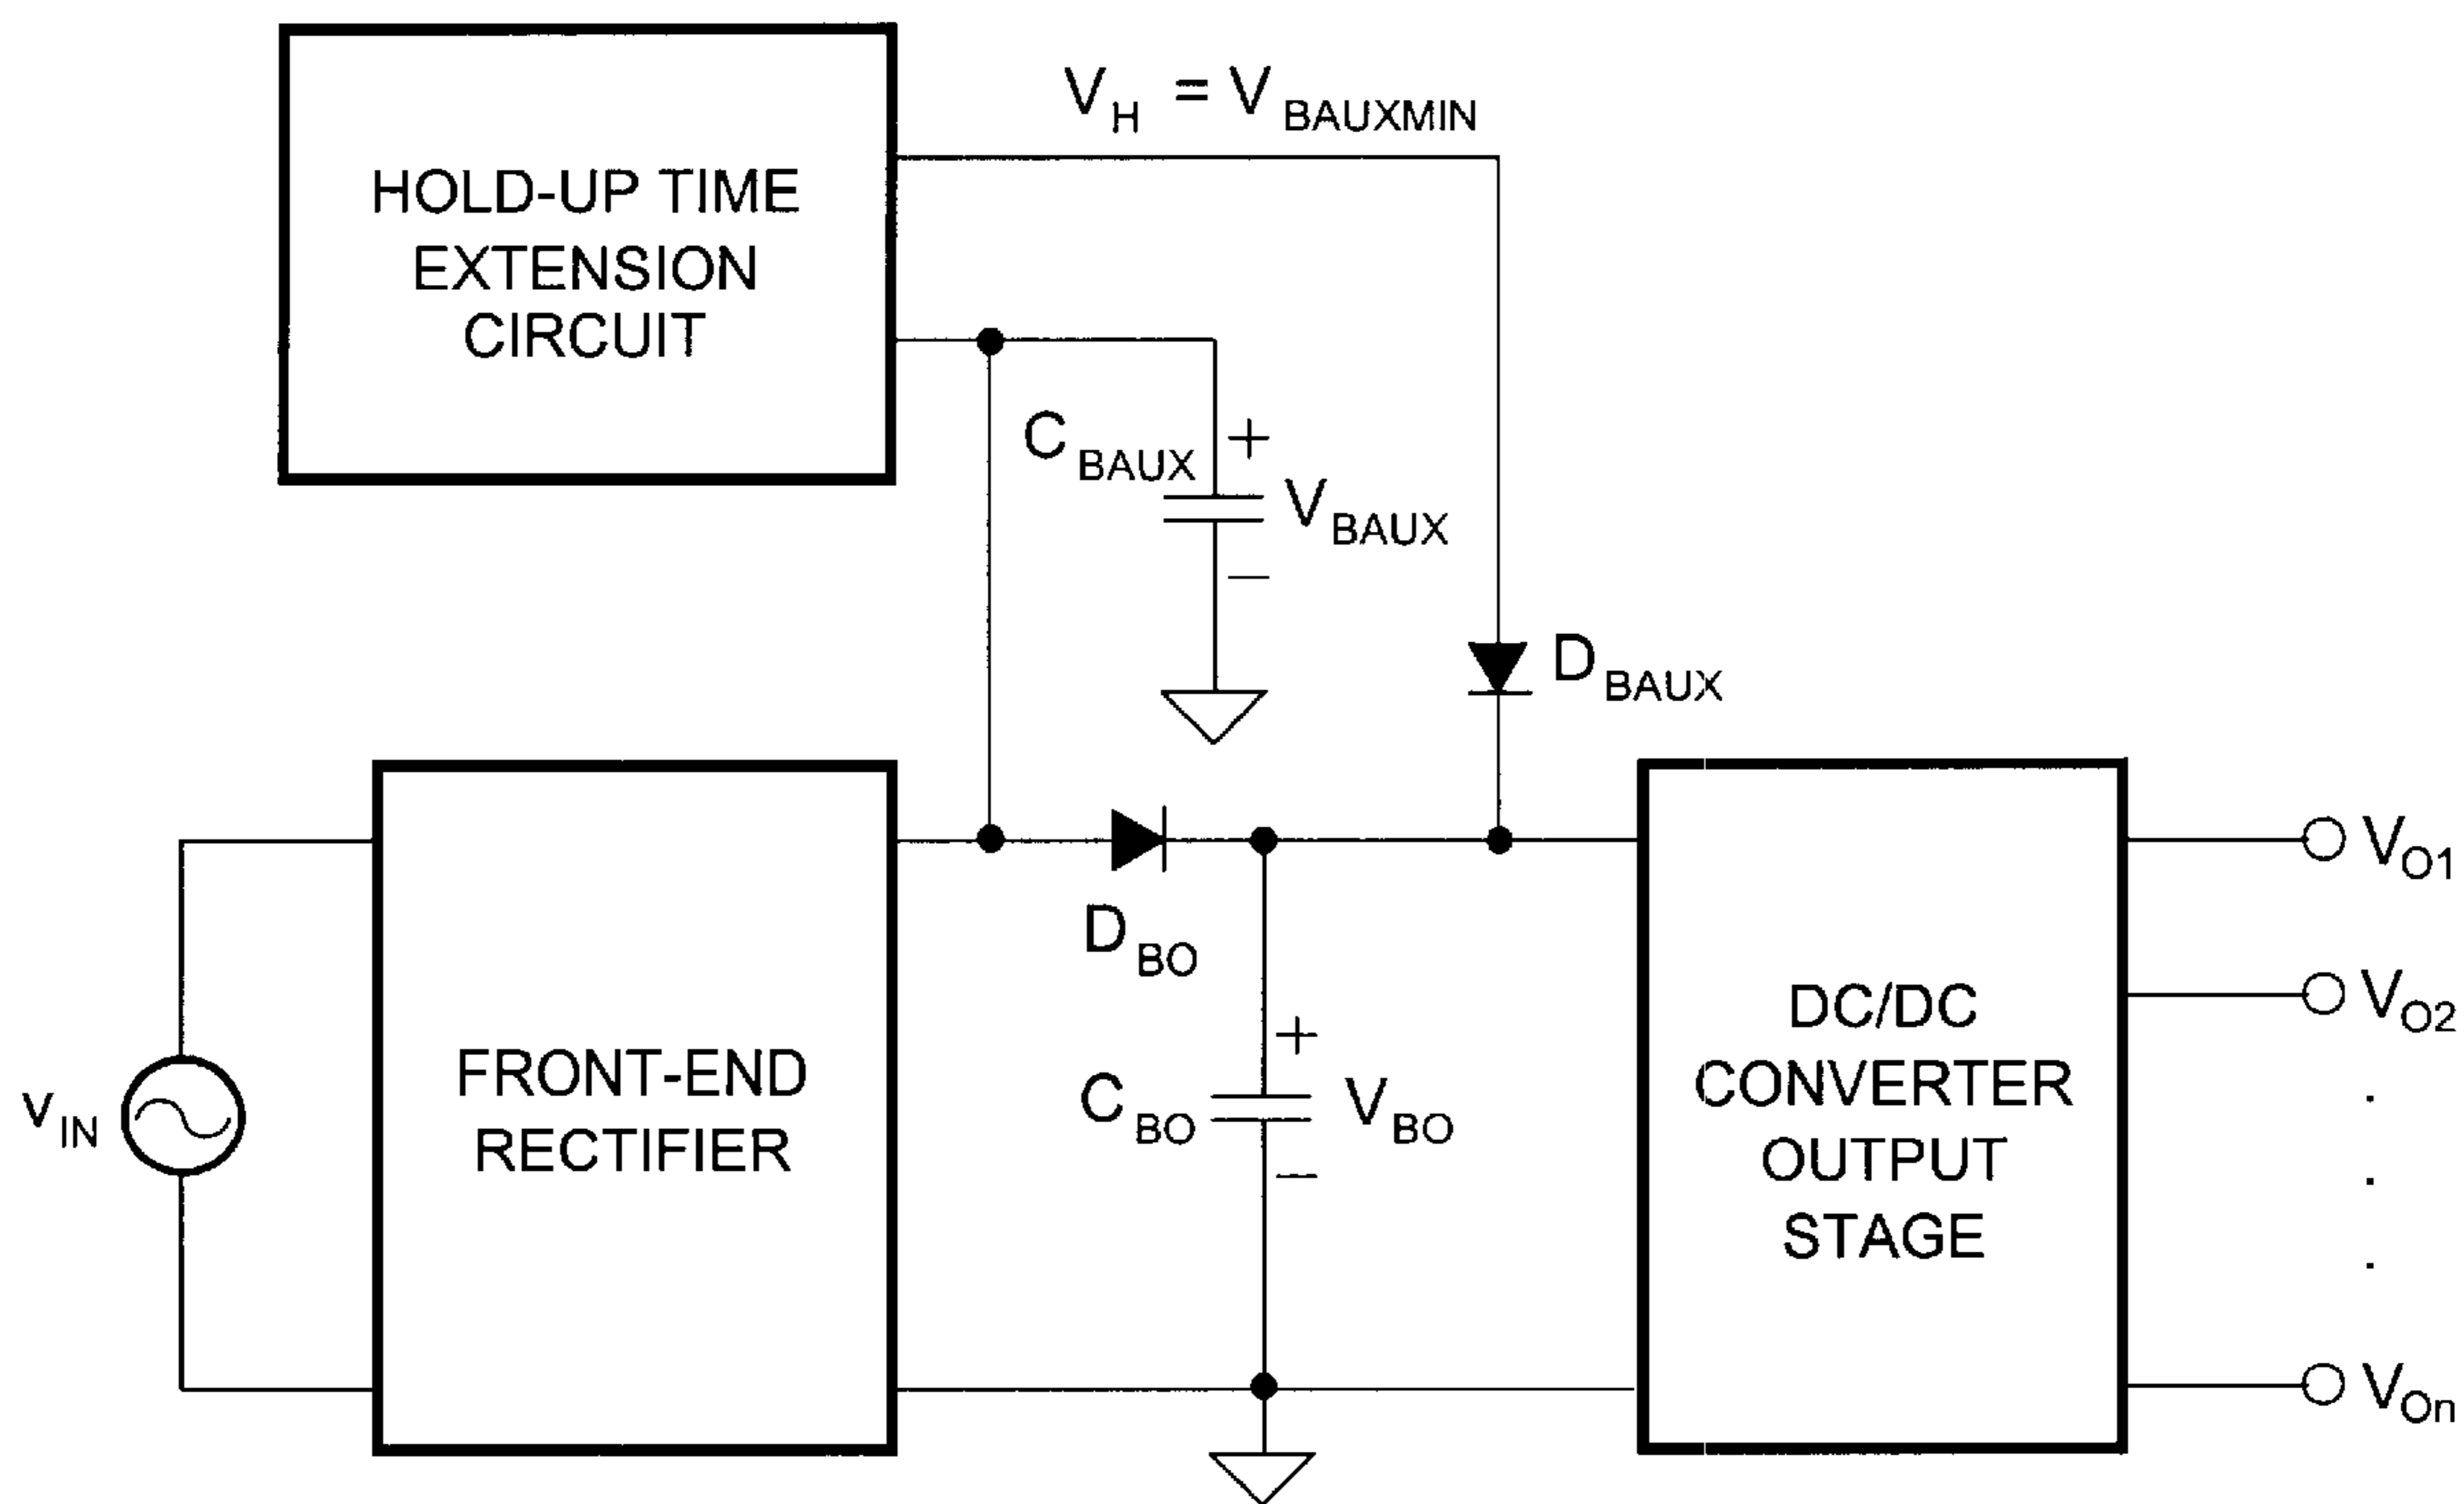 V_H = V_BAUXMIN
HOLD-UP TIME
EXTENSION
CIRCUIT
C_BAUX
+
V_BAUX
−
D_BAUX
V_IN
FRONT-END
RECTIFIER
D_BO
+
C_BO
V_BO
−
DC/DC
CONVERTER
OUTPUT
STAGE
V_O1
V_O2
.
.
.
V_On